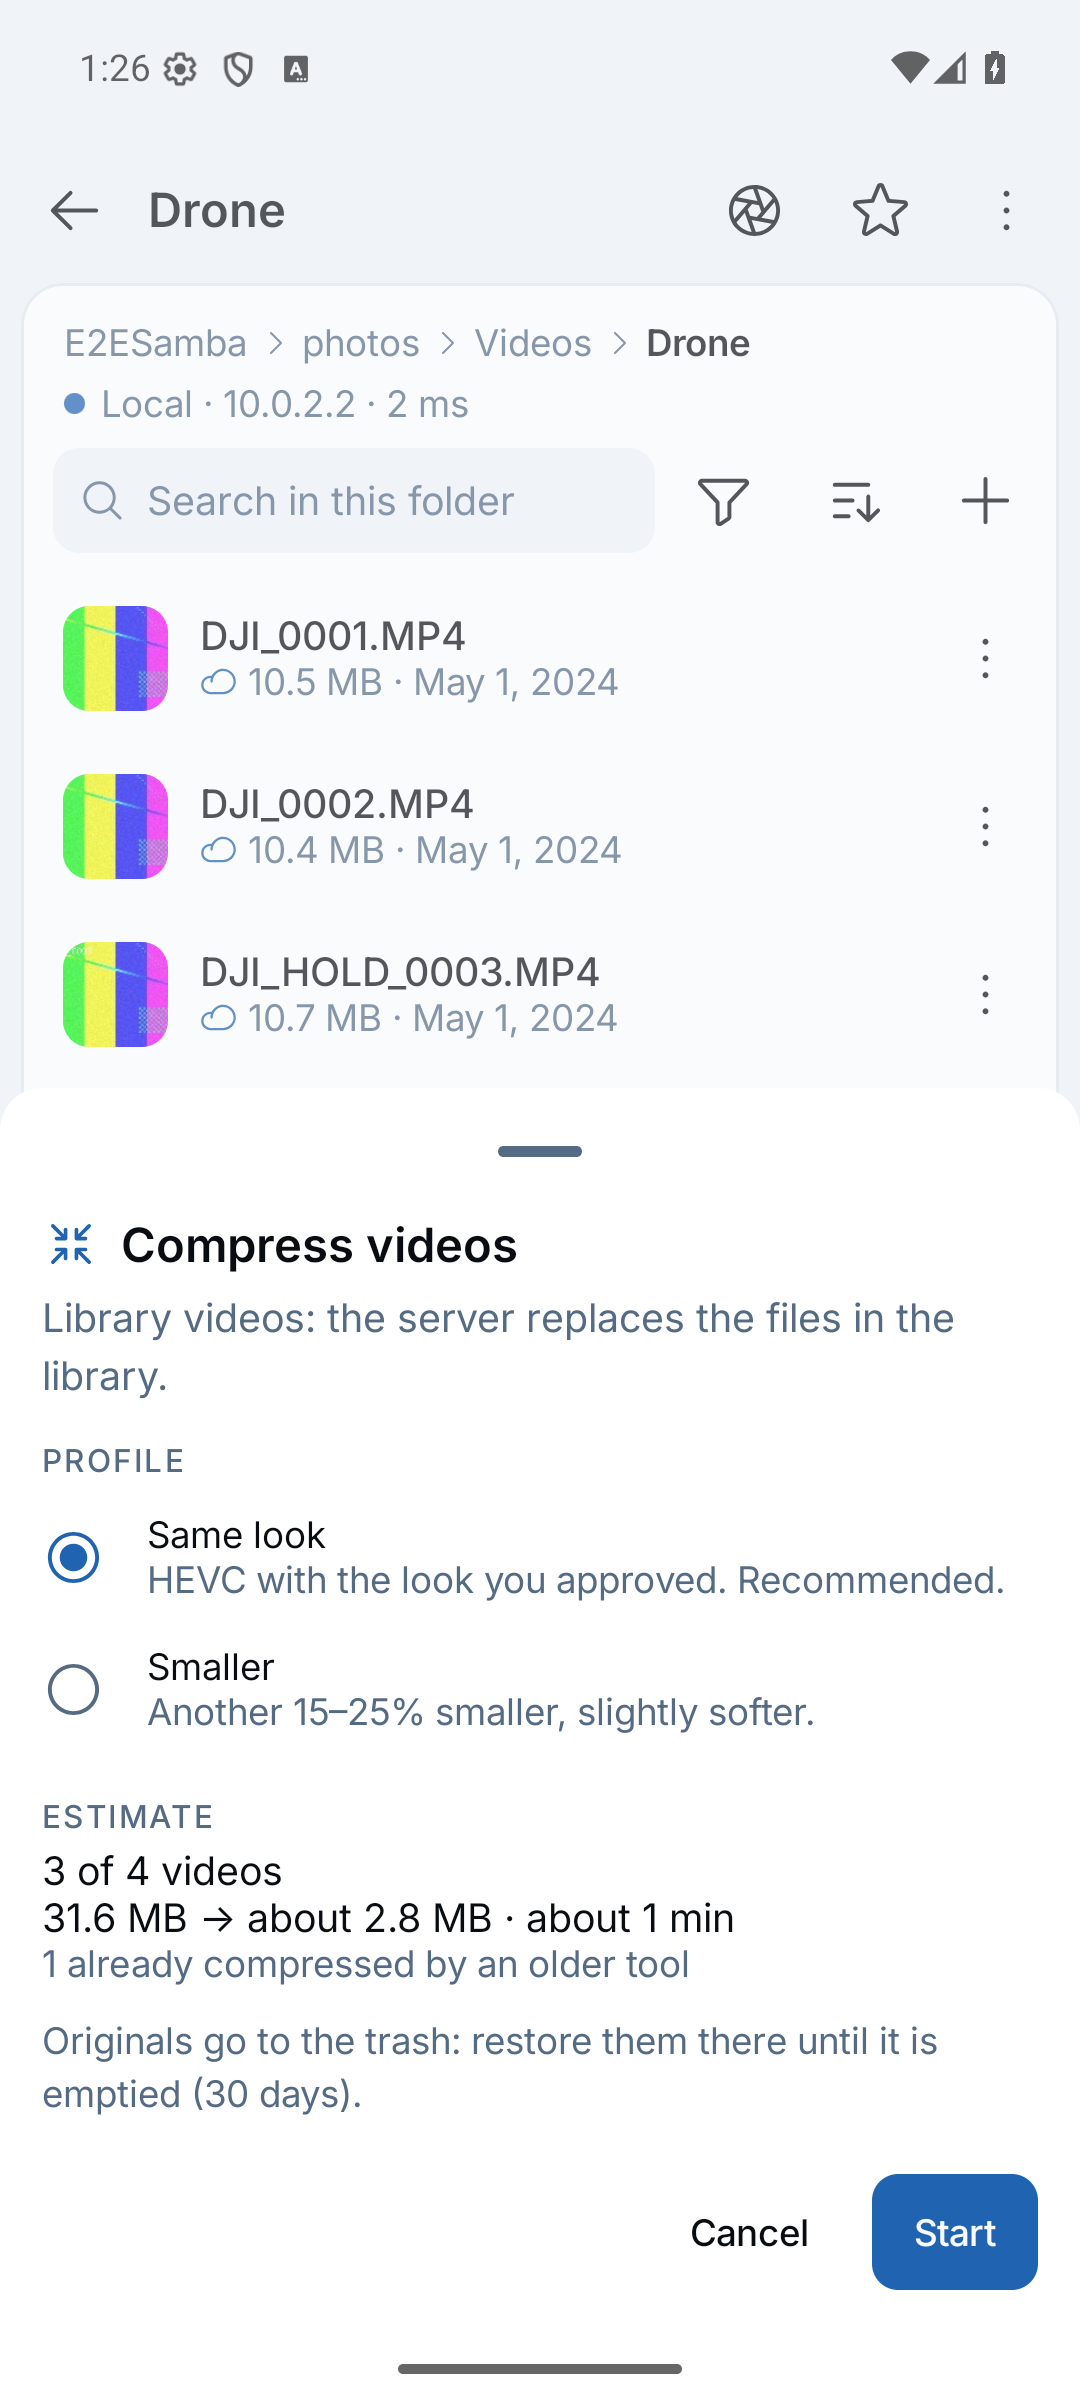 1:26
Drone
E2ESamba > photos > Videos > Drone
Local · 10.0.2.2 · 2 ms
Search in this folder
DJI_0001.MP4
10.5 MB · May 1, 2024
DJI_0002.MP4
10.4 MB · May 1, 2024
DJI_HOLD_0003.MP4
10.7 MB · May 1, 2024
Compress videos
Library videos: the server replaces the files in the
library.
PROFILE
Same look
HEVC with the look you approved. Recommended.
Smaller
Another 15–25% smaller, slightly softer.
ESTIMATE
3 of 4 videos
31.6 MB → about 2.8 MB · about 1 min
1 already compressed by an older tool
Originals go to the trash: restore them there until it is
emptied (30 days).
Cancel
Start